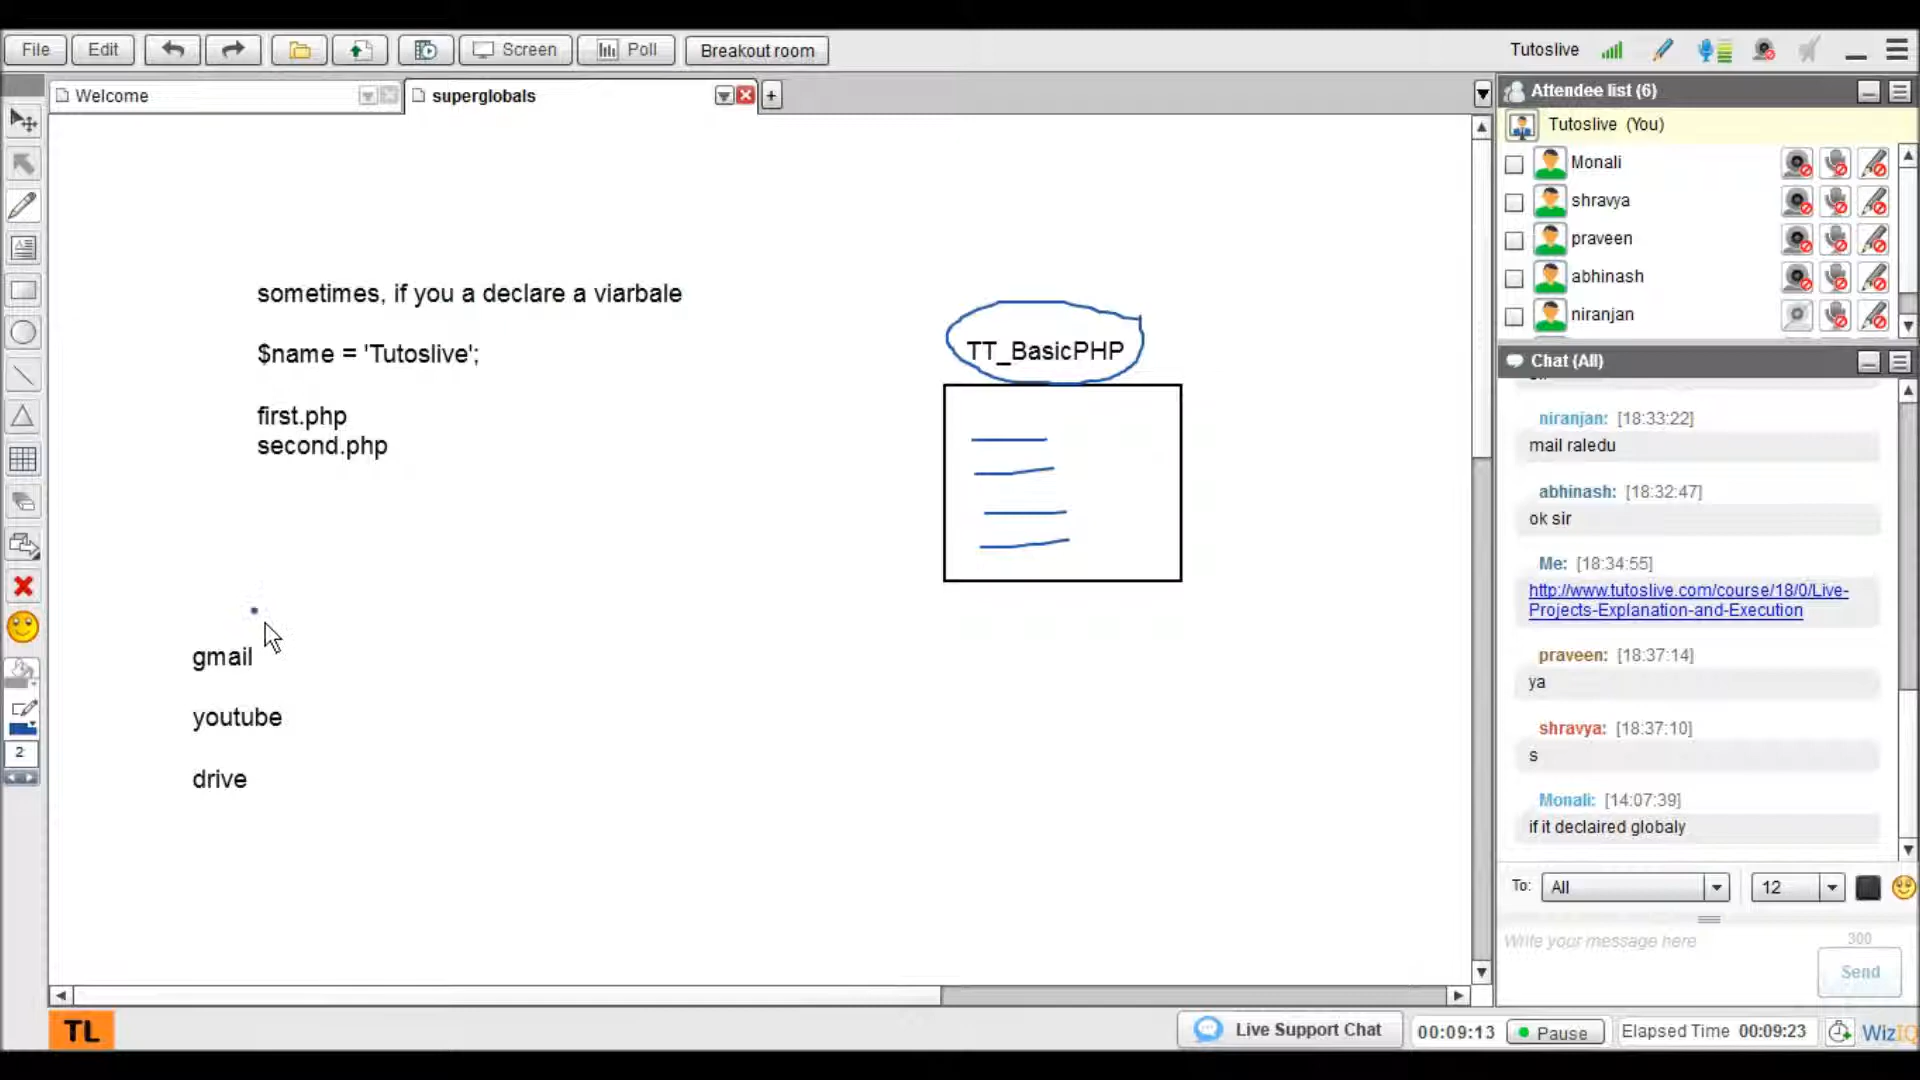 File Edit Screen Poll Breakout room Tutoslive
Welcome superglobals +
Attendee list (6)
Tutoslive (You)
Monali
shravya
praveen
abhinash
niranjan
sometimes, if you a declare a viarbale
$name = 'Tutoslive';
first.php
second.php
TT_BasicPHP
gmail
youtube
drive
2
Chat (All)
niranjan: [18:33:22]
mail raledu
abhinash: [18:32:47]
ok sir
Me: [18:34:55]
http://www.tutoslive.com/course/18/0/Live-
Projects-Explanation-and-Execution
praveen: [18:37:14]
ya
shravya: [18:37:10]
s
Monali: [14:07:39]
if it declaired globaly
To: All 12
Write your message here 300
Send
TL Live Support Chat 00:09:13 Pause Elapsed Time 00:09:23 WizIQ